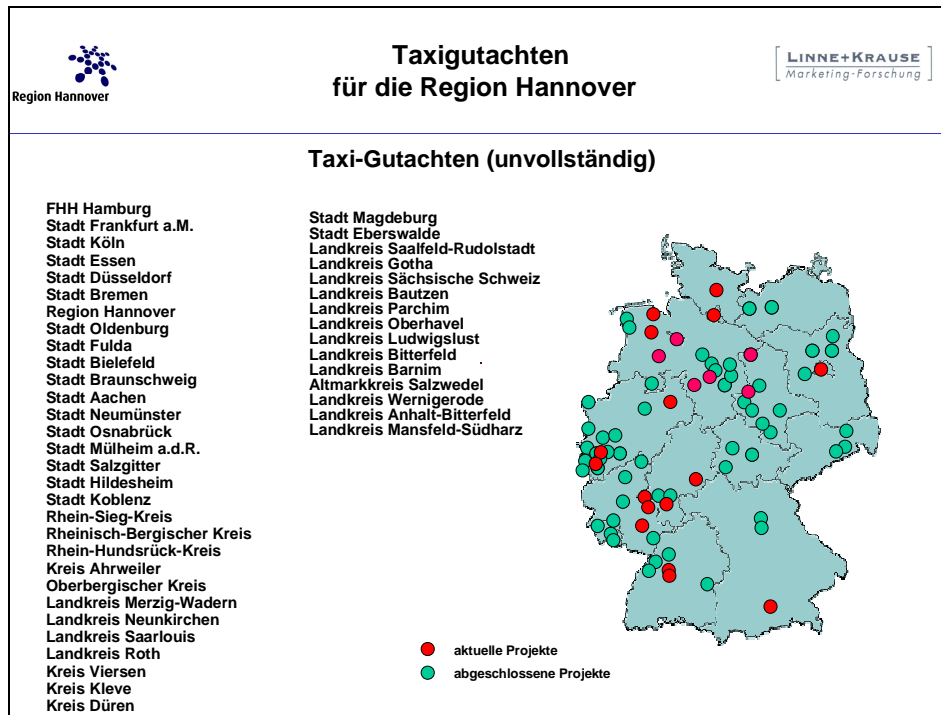 Region Hannover
Taxigutachten
für die Region Hannover
LINNE+KRAUSE
Marketing-Forschung
Taxi-Gutachten (unvollständig)
FHH Hamburg
Stadt Frankfurt a.M.
Stadt Köln
Stadt Essen
Stadt Düsseldorf
Stadt Bremen
Region Hannover
Stadt Oldenburg
Stadt Fulda
Stadt Bielefeld
Stadt Braunschweig
Stadt Aachen
Stadt Neumünster
Stadt Osnabrück
Stadt Mülheim a.d.R.
Stadt Salzgitter
Stadt Hildesheim
Stadt Koblenz
Rhein-Sieg-Kreis
Rheinisch-Bergischer Kreis
Rhein-Hundsrück-Kreis
Kreis Ahrweiler
Oberbergischer Kreis
Landkreis Merzig-Wadern
Landkreis Neunkirchen
Landkreis Saarlouis
Landkreis Roth
Kreis Viersen
Kreis Kleve
Kreis Düren
Stadt Magdeburg
Stadt Eberswalde
Landkreis Saalfeld-Rudolstadt
Landkreis Gotha
Landkreis Sächsische Schweiz
Landkreis Bautzen
Landkreis Parchim
Landkreis Oberhavel
Landkreis Ludwigslust
Landkreis Bitterfeld
Landkreis Barnim
Altmarkkreis Salzwedel
Landkreis Wernigerode
Landkreis Anhalt-Bitterfeld
Landkreis Mansfeld-Südharz
aktuelle Projekte
abgeschlossene Projekte